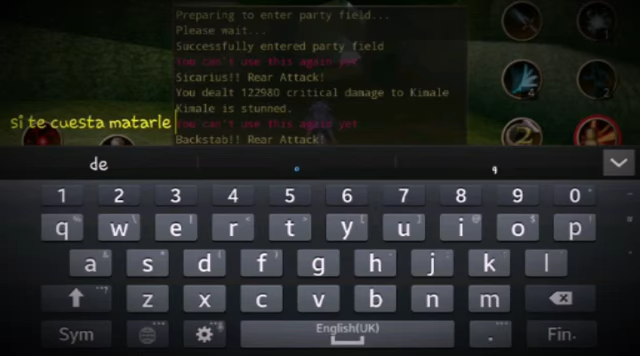 Preparing to enter party field...
Please wait...
Successfully entered party field
You can't use this again yet
Sicarius!! Rear Attack!
You dealt 122980 critical damage to Kimale
Kimale is stunned.
si te cuesta matarle
You can't use this again yet
Backstab!! Rear Attack!
4
2
2
de
.
,
1 2 3 4 5 6 7 8 9 0
q w e r t y u i o p
a s d f g h j k l
z x c v b n m
Sym
English(UK)
.
Fin.